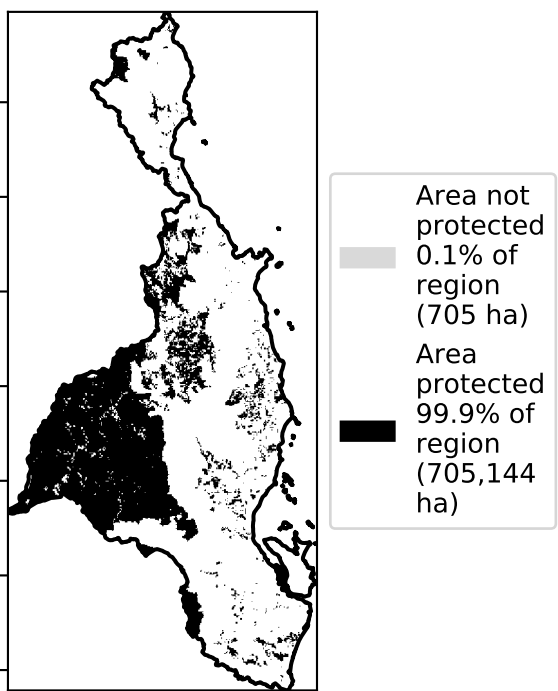 Area not
protected
0.1% of
region
(705 ha)
Area
protected
99.9% of
region
(705,144
ha)